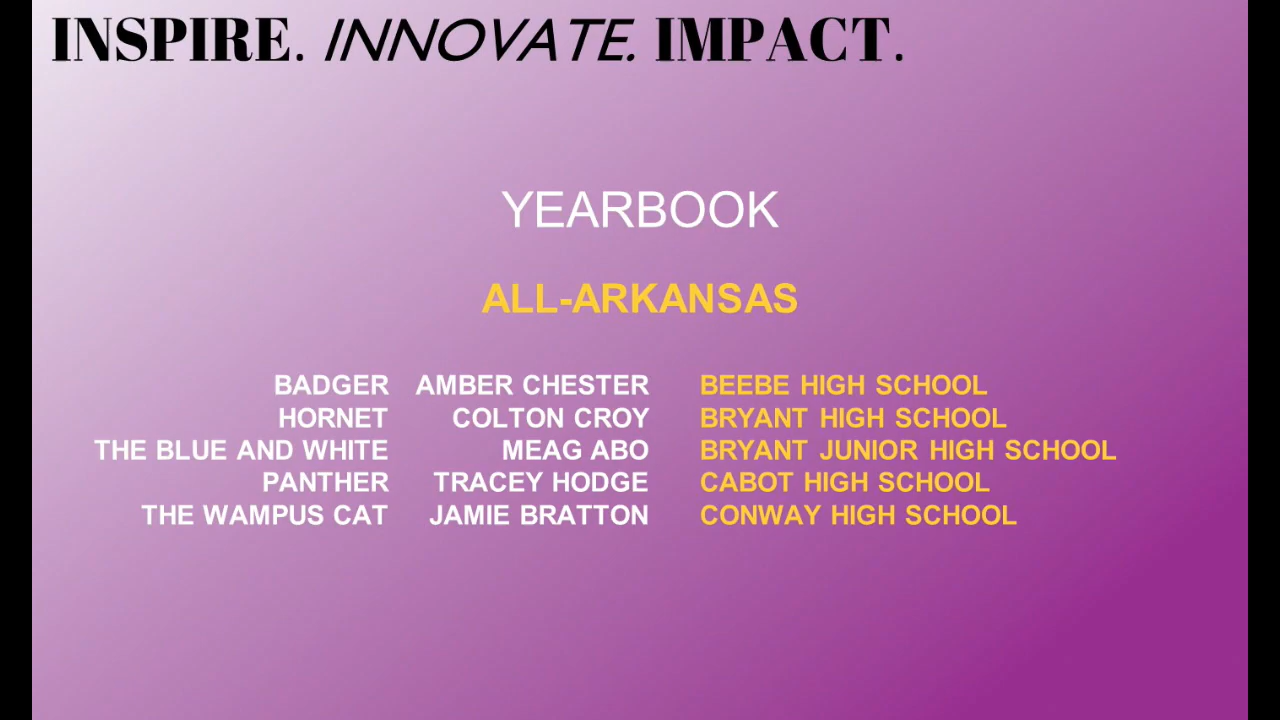 INSPIRE. INNOVATE. IMPACT.
YEARBOOK
ALL-ARKANSAS
BADGER AMBER CHESTER BEEBE HIGH SCHOOL
HORNET COLTON CROY BRYANT HIGH SCHOOL
THE BLUE AND WHITE MEAG ABO BRYANT JUNIOR HIGH SCHOOL
PANTHER TRACEY HODGE CABOT HIGH SCHOOL
THE WAMPUS CAT JAMIE BRATTON CONWAY HIGH SCHOOL